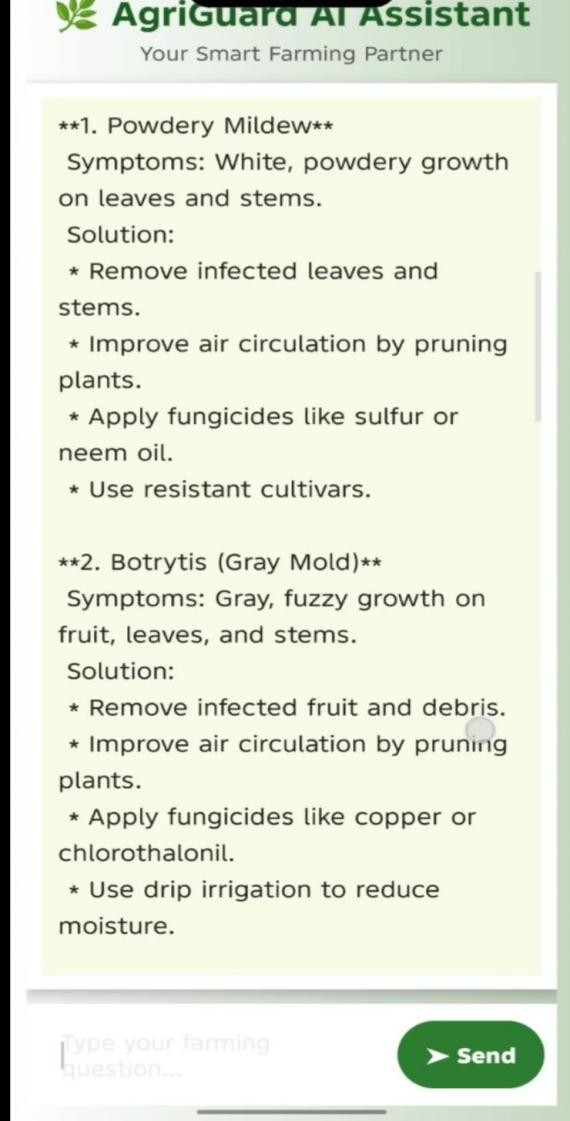 AgriGuard AI Assistant
Your Smart Farming Partner
**1. Powdery Mildew**
Symptoms: White, powdery growth
on leaves and stems.
Solution:
* Remove infected leaves and
stems.
* Improve air circulation by pruning
plants.
* Apply fungicides like sulfur or
neem oil.
* Use resistant cultivars.
**2. Botrytis (Gray Mold)**
Symptoms: Gray, fuzzy growth on
fruit, leaves, and stems.
Solution:
* Remove infected fruit and debris.
* Improve air circulation by pruning
plants.
* Apply fungicides like copper or
chlorothalonil.
* Use drip irrigation to reduce
moisture.
Type your farming
question...
Send